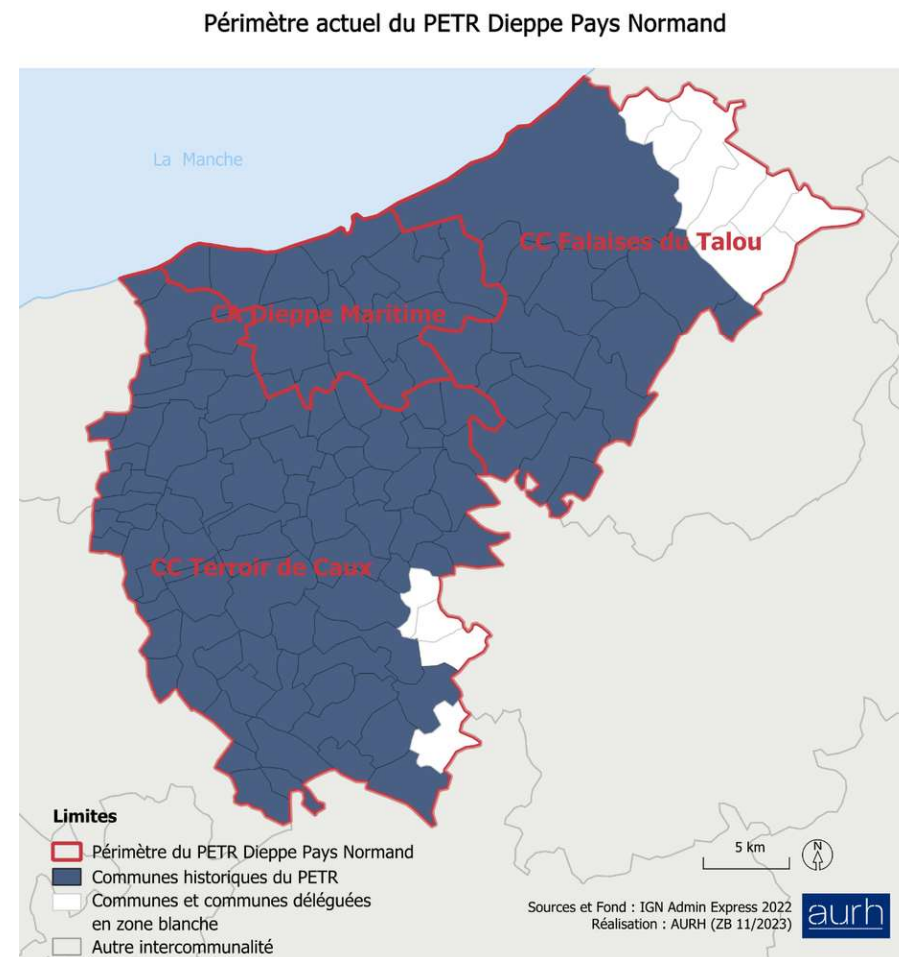 Périmètre actuel du PETR Dieppe Pays Normand
La Manche
CC Falaises du Talou
CA Dieppe Maritime
CC Terroir de Caux
Limites
Périmètre du PETR Dieppe Pays Normand
Communes historiques du PETR
Communes et communes déléguées
en zone blanche
Autre intercommunalité
5 km
N
Sources et Fond : IGN Admin Express 2022
Réalisation : AURH (ZB 11/2023)
aurh